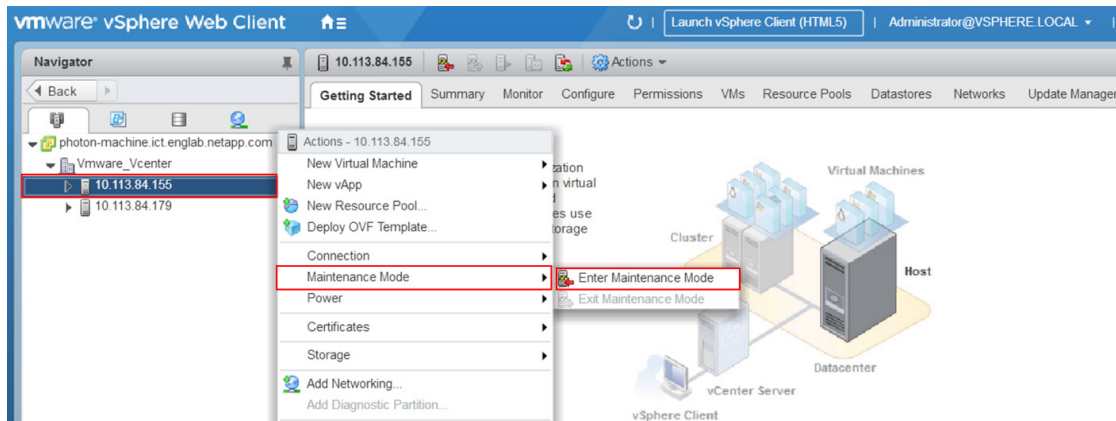 vmware® vSphere Web Client
Launch vSphere Client (HTML5)
Administrator@VSPHERE.LOCAL
Navigator
Back
photon-machine.ict.englab.netapp.com
Vmware_Vcenter
10.113.84.155
10.113.84.179
10.113.84.155
Actions
Getting Started Summary Monitor Configure Permissions VMs Resource Pools Datastores Networks Update Manager
Actions - 10.113.84.155
New Virtual Machine
New vApp
New Resource Pool...
Deploy OVF Template...
Connection
Maintenance Mode
Power
Certificates
Storage
Add Networking...
Add Diagnostic Partition...
Enter Maintenance Mode
Exit Maintenance Mode
virtual
es use
Virtual Machines
Cluster
Host
Datacenter
vCenter Server
vSphere Client